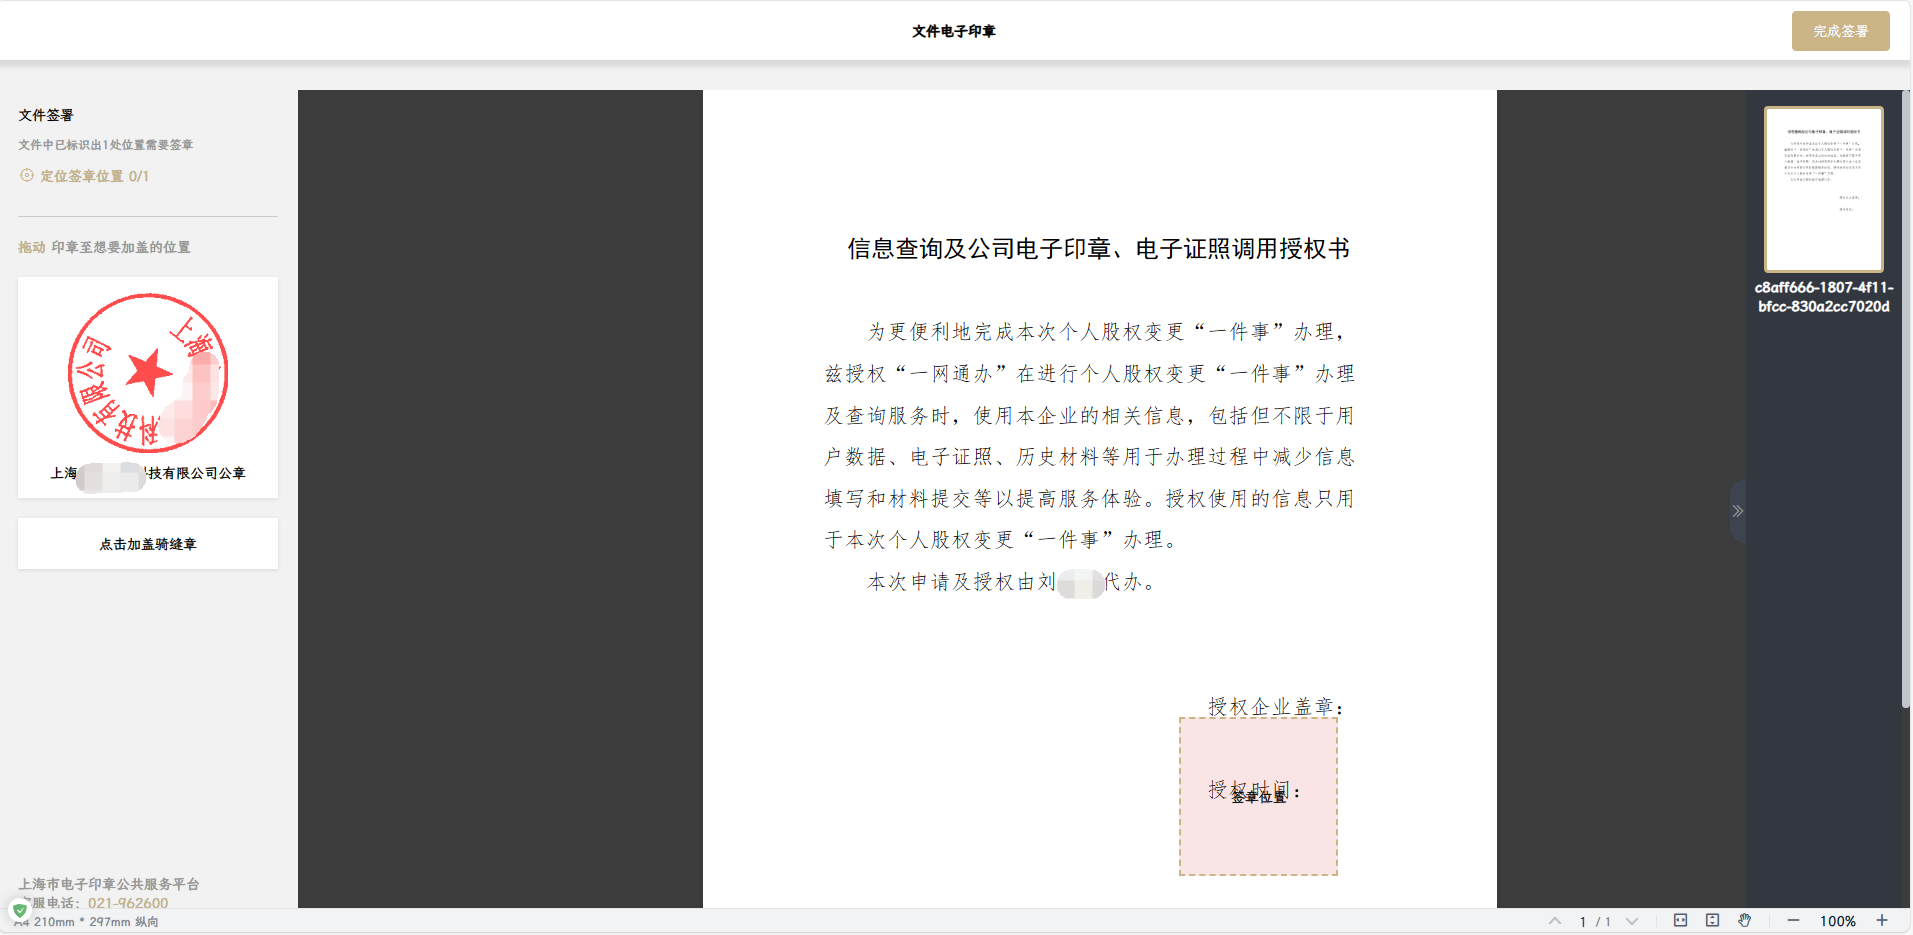 文件电子印章
完成签署
文件签署
文件中已标识出1处位置需要签章
定位签章位置 0/1
拖动 印章至想要加盖的位置
上海 科技有限公司
上海 技有限公司公章
点击加盖骑缝章
上海市电子印章公共服务平台
服电话：021-962600
A4 210mm * 297mm 纵向
信息查询及公司电子印章、电子证照调用授权书
为更便利地完成本次个人股权变更“一件事”办理，
兹授权“一网通办”在进行个人股权变更“一件事”办理
及查询服务时，使用本企业的相关信息，包括但不限于用
户数据、电子证照、历史材料等用于办理过程中减少信息
填写和材料提交等以提高服务体验。授权使用的信息只用
于本次个人股权变更“一件事”办理。
本次申请及授权由刘 代办。
授权企业盖章：
授权时间：
签章位置
c8aff666-1807-4f11-
bfcc-830a2cc7020d
1 / 1
100%